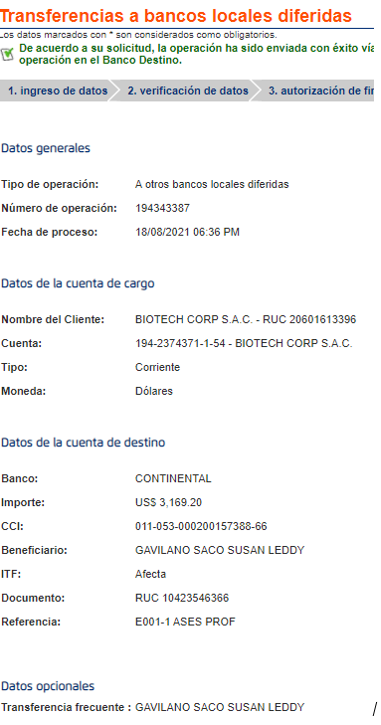 Transferencias a bancos locales diferidas
Los datos marcados con * son considerados como obligatorios.
De acuerdo a su solicitud, la operación ha sido enviada con éxito vía
operación en el Banco Destino.
1. ingreso de datos 2. verificación de datos 3. autorización de fir
Datos generales
Tipo de operación: A otros bancos locales diferidas
Número de operación: 194343387
Fecha de proceso: 18/08/2021 06:36 PM
Datos de la cuenta de cargo
Nombre del Cliente: BIOTECH CORP S.A.C. - RUC 20601613396
Cuenta: 194-2374371-1-54 - BIOTECH CORP S.A.C.
Tipo: Corriente
Moneda: Dólares
Datos de la cuenta de destino
Banco: CONTINENTAL
Importe: US$ 3,169.20
CCI: 011-053-000200157388-66
Beneficiario: GAVILANO SACO SUSAN LEDDY
ITF: Afecta
Documento: RUC 10423546366
Referencia: E001-1 ASES PROF
Datos opcionales
Transferencia frecuente : GAVILANO SACO SUSAN LEDDY /